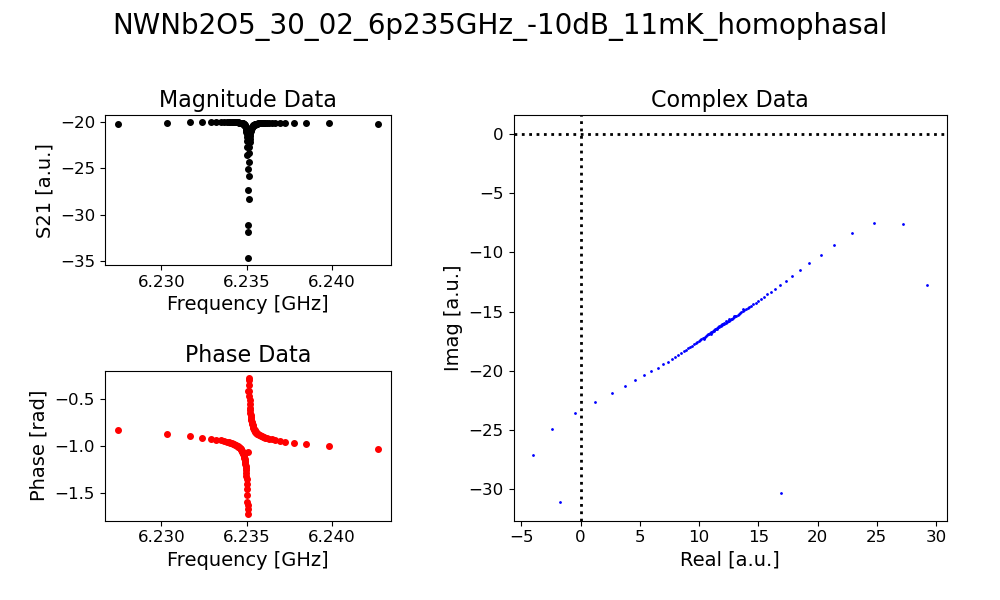 NWNb2O5_30_02_6p235GHz_-10dB_11mK_homophasal
Magnitude Data
S21 [a.u.]
−20
−25
−30
−35
6.230 6.235 6.240
Frequency [GHz]
Phase Data
Phase [rad]
−0.5
−1.0
−1.5
6.230 6.235 6.240
Frequency [GHz]
Complex Data
Imag [a.u.]
0
−5
−10
−15
−20
−25
−30
−5 0 5 10 15 20 25 30
Real [a.u.]